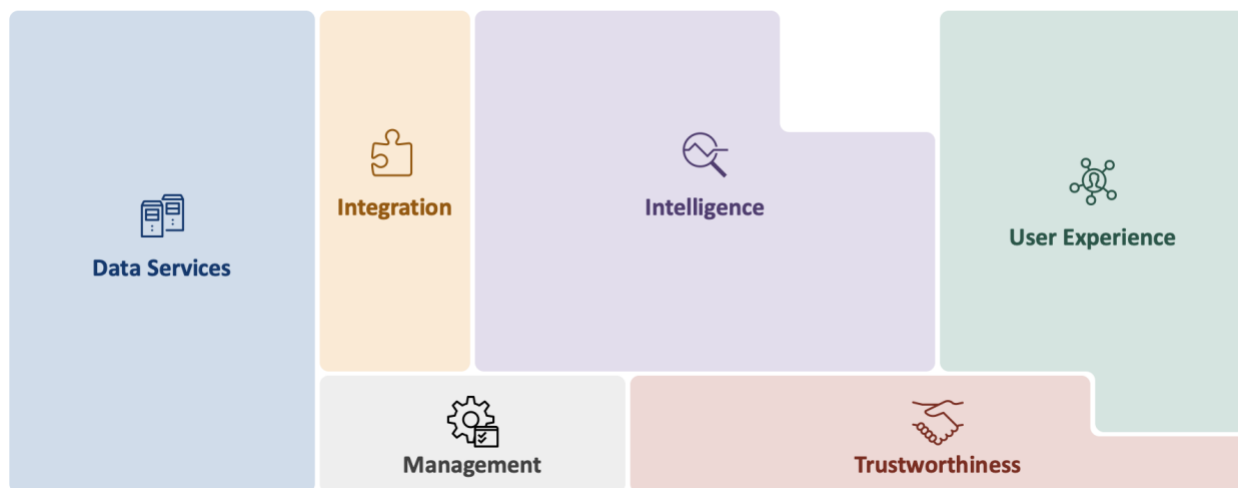 Data Services
Integration
Intelligence
User Experience
Management
Trustworthiness